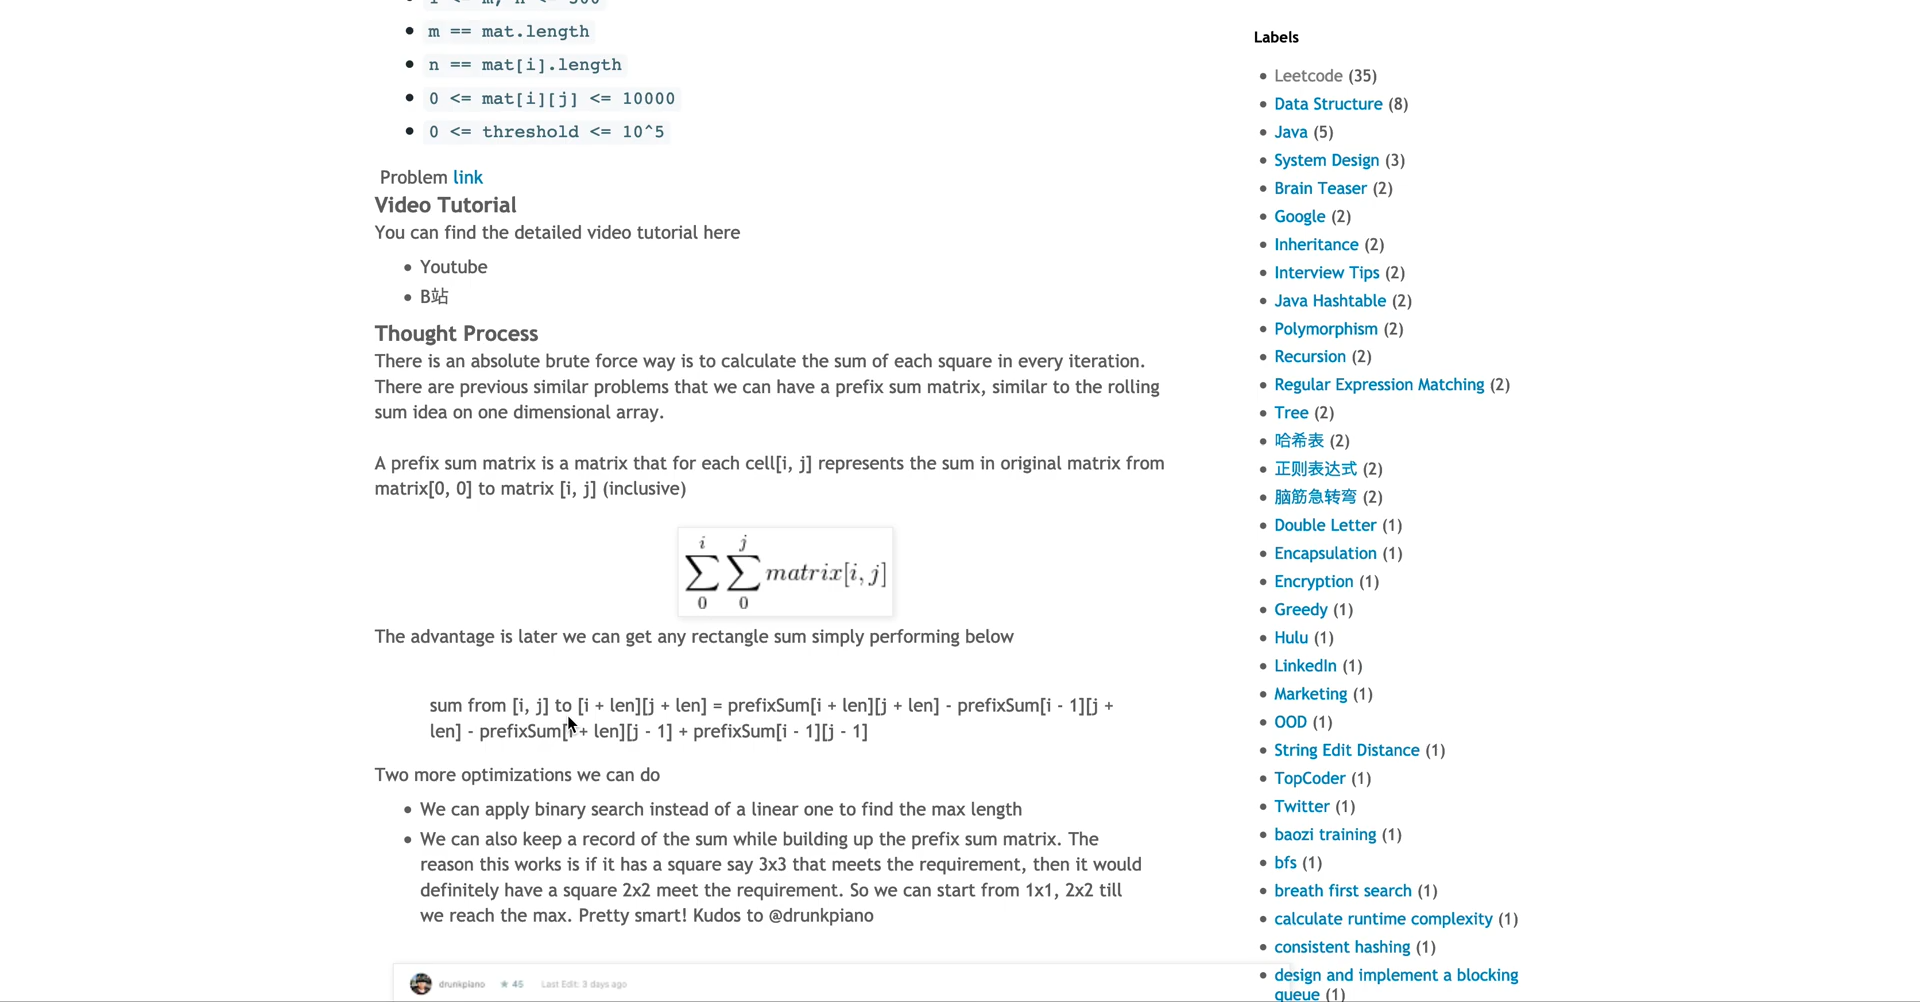 m == mat.length
n == mat[i].length
0 <= mat[i][j] <= 10000
0 <= threshold <= 10^5
Problem link
Video Tutorial
You can find the detailed video tutorial here
Youtube
B站
Thought Process
There is an absolute brute force way is to calculate the sum of each square in every iteration.
There are previous similar problems that we can have a prefix sum matrix, similar to the rolling
sum idea on one dimensional array.
A prefix sum matrix is a matrix that for each cell[i, j] represents the sum in original matrix from
matrix[0, 0] to matrix [i, j] (inclusive)
i j
∑ ∑ matrix[i, j]
0 0
The advantage is later we can get any rectangle sum simply performing below
sum from [i, j] to [i + len][j + len] = prefixSum[i + len][j + len] - prefixSum[i - 1][j +
len] - prefixSum[i + len][j - 1] + prefixSum[i - 1][j - 1]
Two more optimizations we can do
We can apply binary search instead of a linear one to find the max length
We can also keep a record of the sum while building up the prefix sum matrix. The
reason this works is if it has a square say 3x3 that meets the requirement, then it would
definitely have a square 2x2 meet the requirement. So we can start from 1x1, 2x2 till
we reach the max. Pretty smart! Kudos to @drunkpiano
drunkpiano ★ 45 Last Edit: 3 days ago
Labels
Leetcode (35)
Data Structure (8)
Java (5)
System Design (3)
Brain Teaser (2)
Google (2)
Inheritance (2)
Interview Tips (2)
Java Hashtable (2)
Polymorphism (2)
Recursion (2)
Regular Expression Matching (2)
Tree (2)
哈希表 (2)
正则表达式 (2)
脑筋急转弯 (2)
Double Letter (1)
Encapsulation (1)
Encryption (1)
Greedy (1)
Hulu (1)
LinkedIn (1)
Marketing (1)
OOD (1)
String Edit Distance (1)
TopCoder (1)
Twitter (1)
baozi training (1)
bfs (1)
breath first search (1)
calculate runtime complexity (1)
consistent hashing (1)
design and implement a blocking
queue (1)